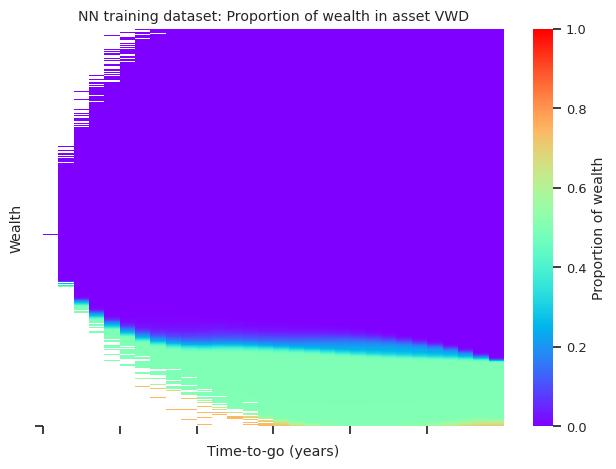 NN training dataset: Proportion of wealth in asset VWD
Wealth
Time-to-go (years)
1.0
0.8
0.6
0.4
0.2
0.0
Proportion of wealth